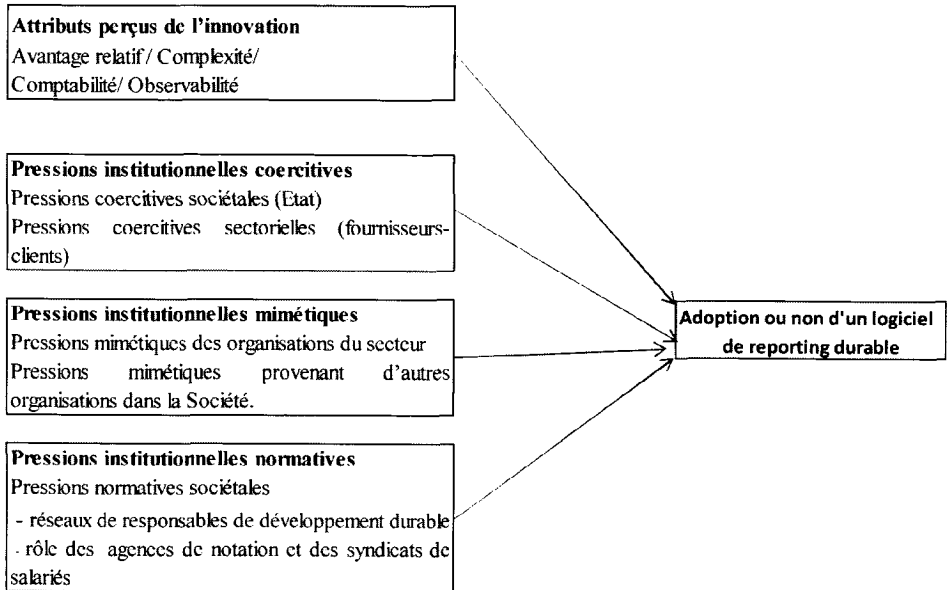 Attributs perçus de l'innovation
Avantage relatif / Complexité/
Comptabilité/ Observabilité
Pressions institutionnelles coercitives
Pressions coercitives sociétales (Etat)
Pressions coercitives sectorielles (fournisseurs-
clients)
Pressions institutionnelles mimétiques
Pressions mimétiques des organisations du secteur
Pressions mimétiques provenant d'autres
organisations dans la Société.
Adoption ou non d'un logiciel
de reporting durable
Pressions institutionnelles normatives
Pressions normatives sociétales
- réseaux de responsables de développement durable
- rôle des agences de notation et des syndicats de
salariés